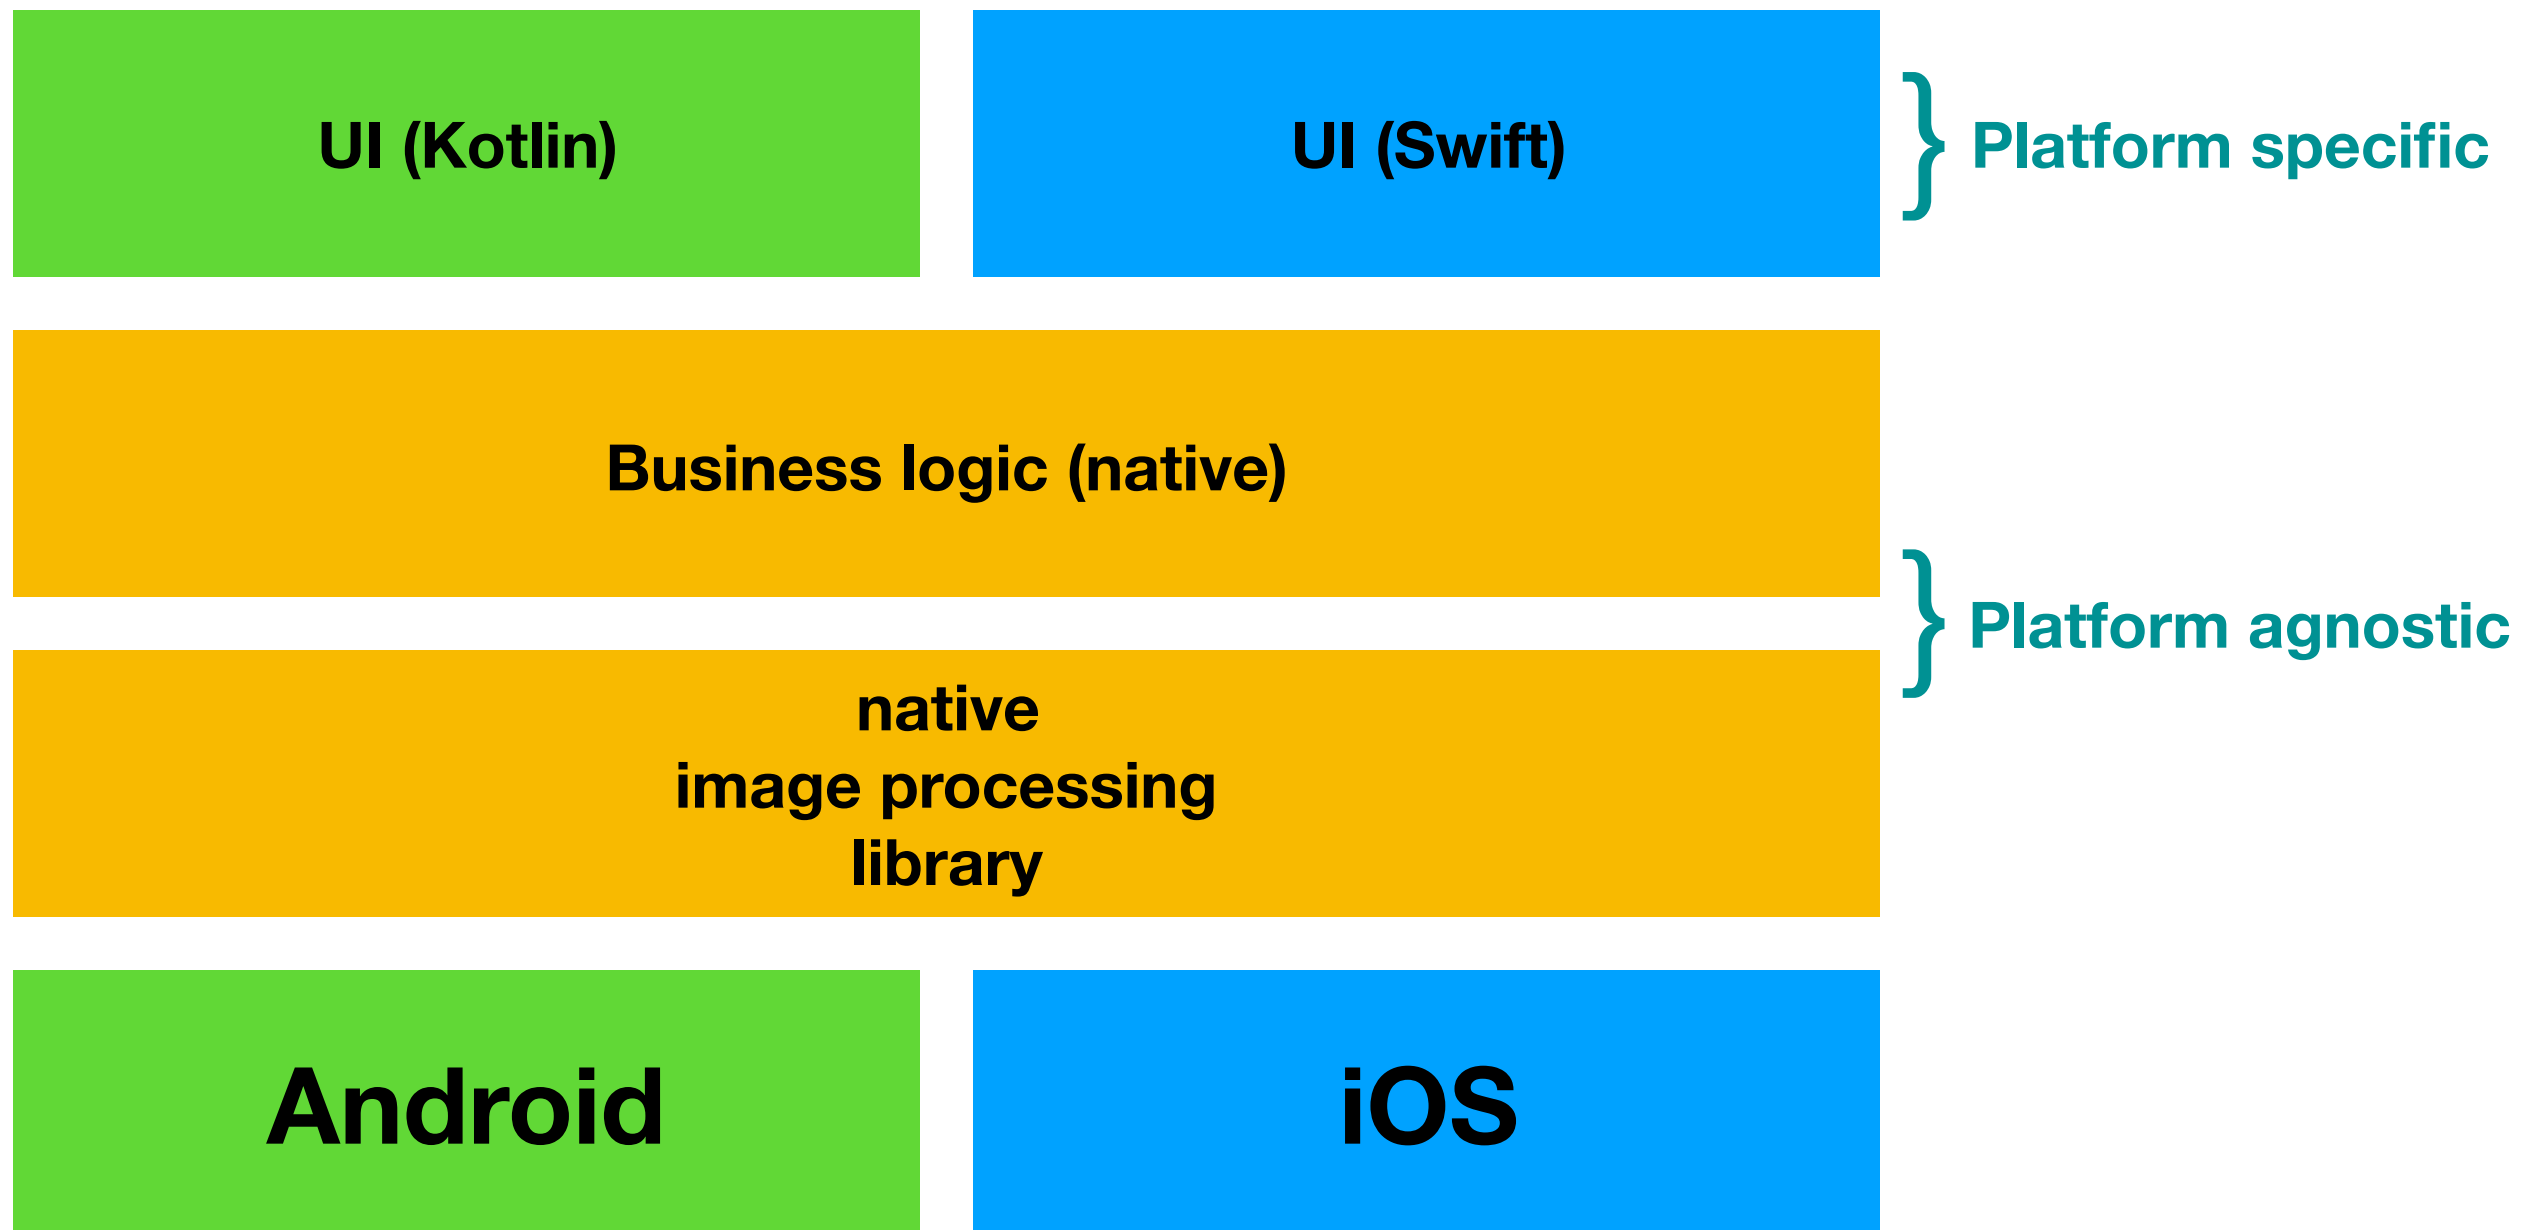 UI (Kotlin)
UI (Swift)
} Platform specific
Business logic (native)
} Platform agnostic
native
image processing
library
Android
iOS